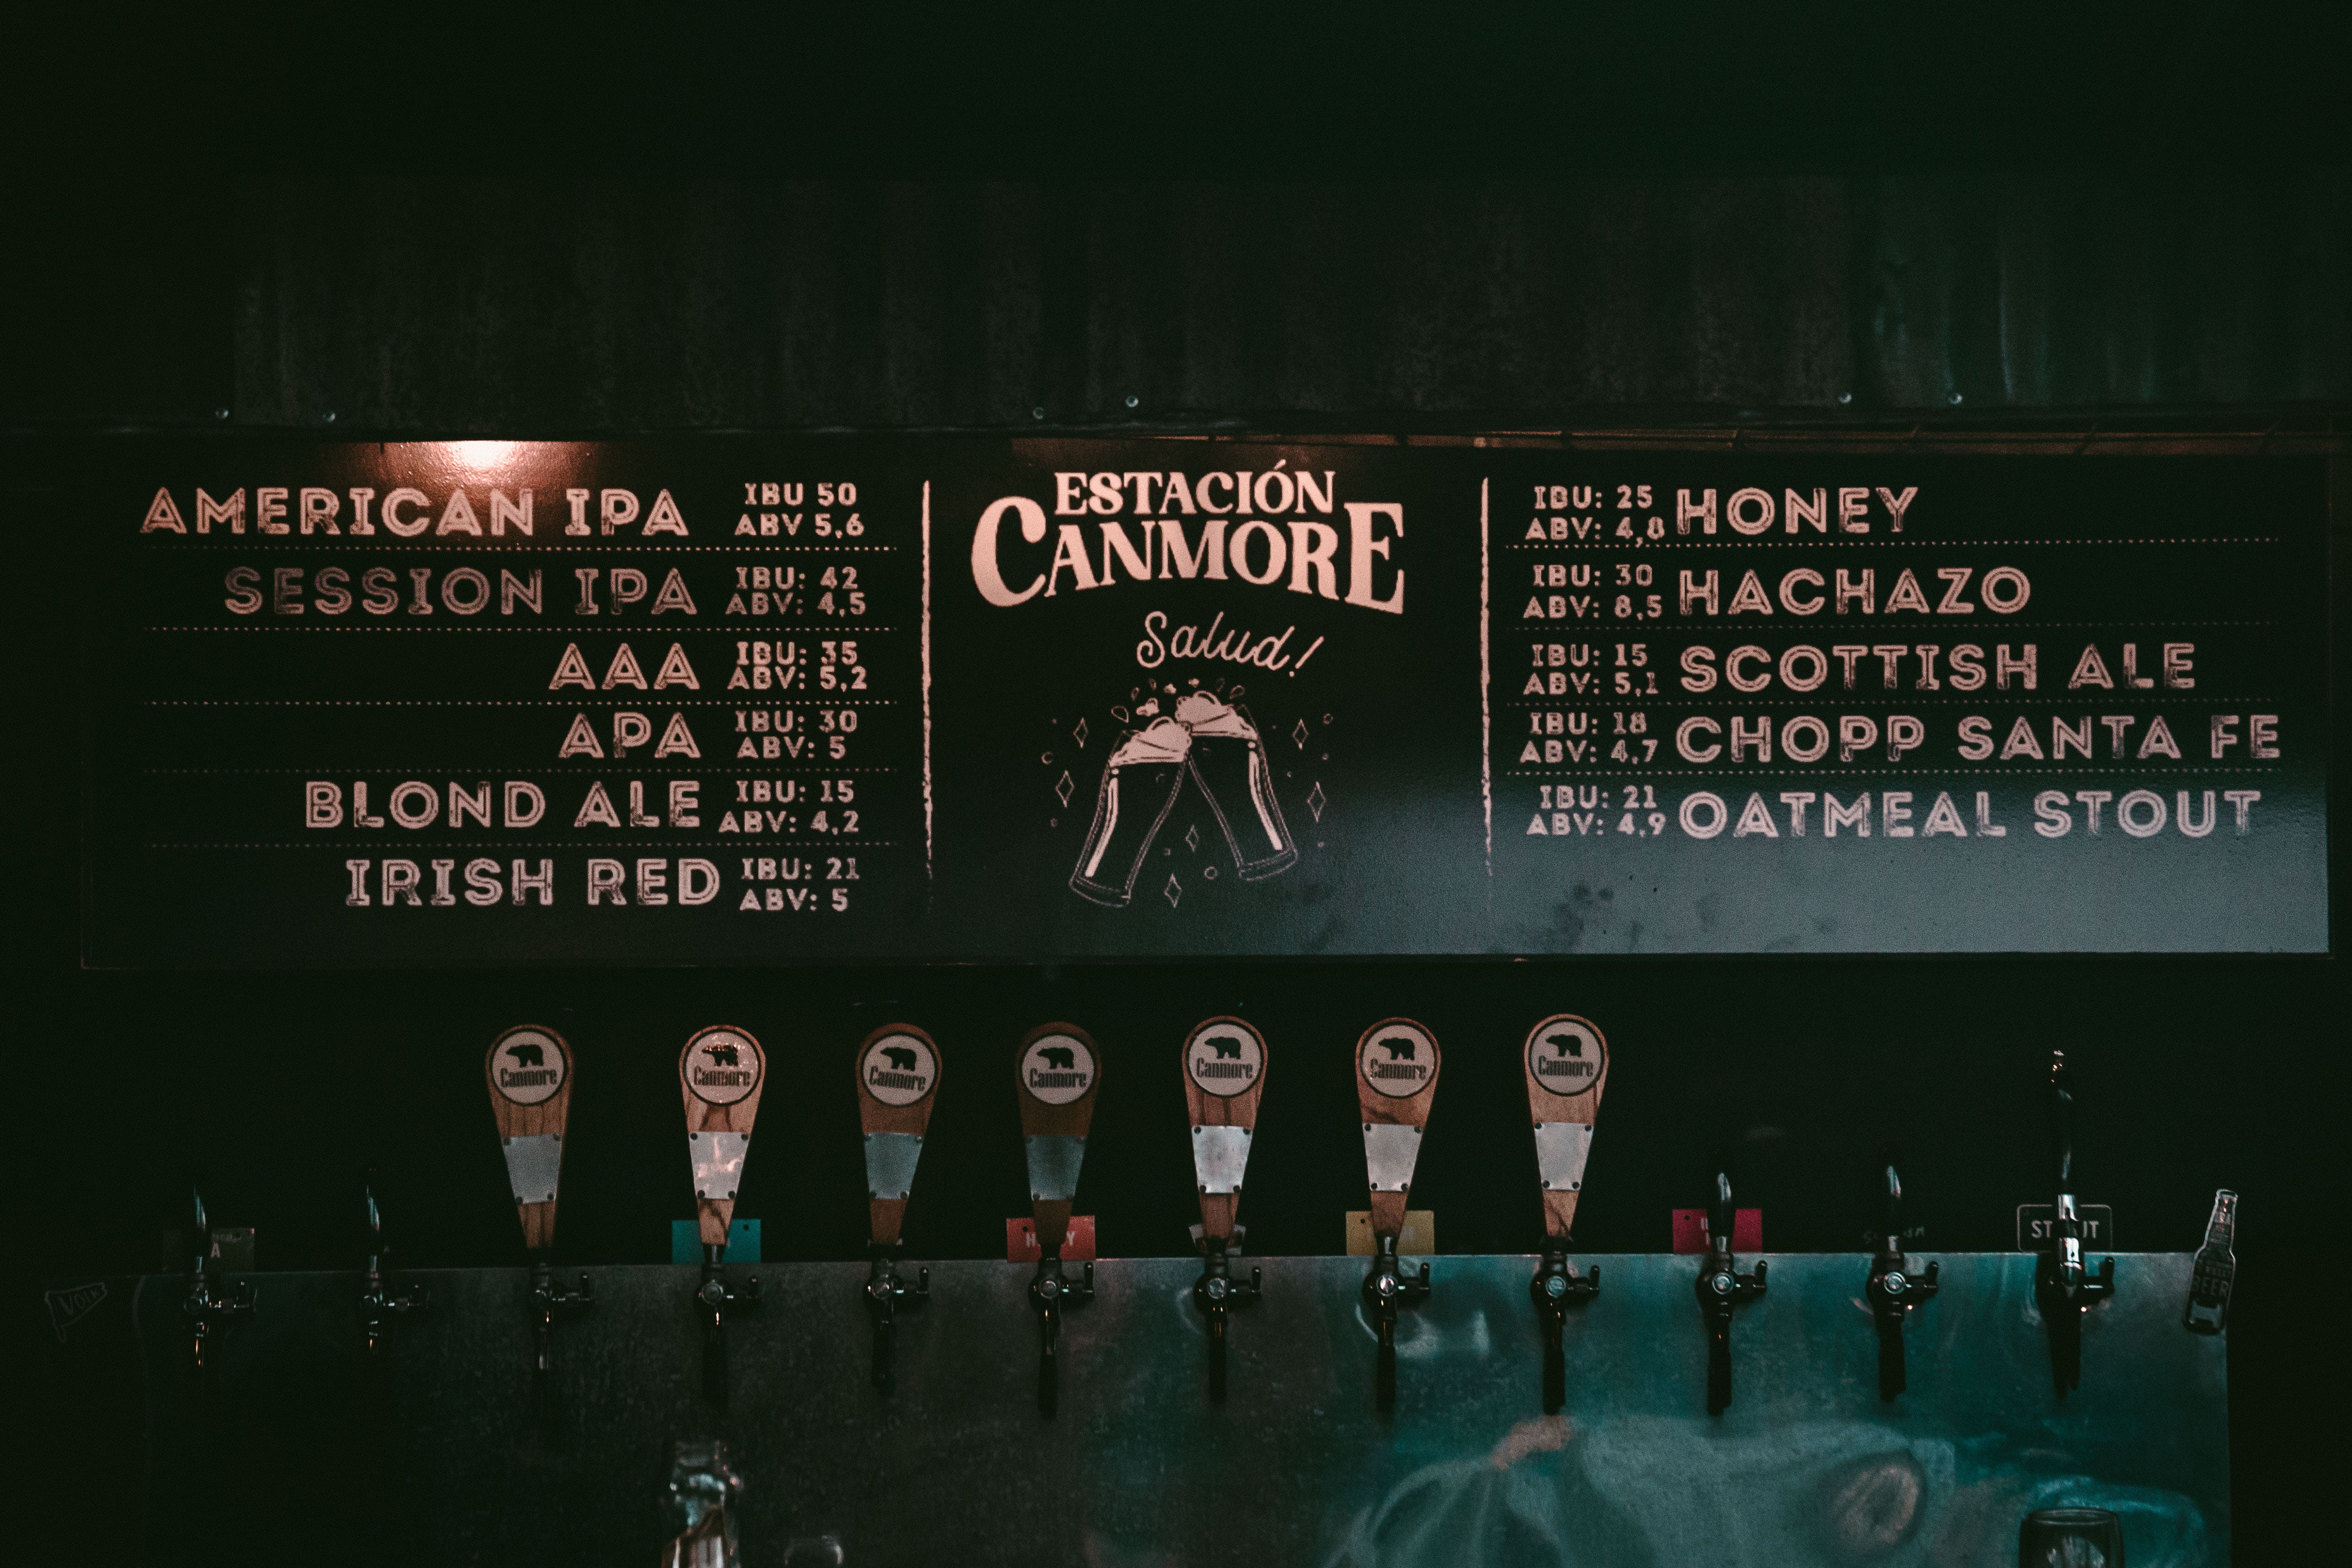 AMERICAN IPA
IBU 50
ABV 5,6
SESSION IPA
IBU: 42
ABV: 4,5
AAA
IBU: 35
ABV: 5,2
APA
IBU: 30
ABV: 5
BLOND ALE
IBU: 15
ABV: 4,2
IRISH RED
IBU: 21
ABV: 5
ESTACIÓN
CANMORE
Salud!
IBU: 25
ABV: 4,8
HONEY
IBU: 30
ABV: 8,5
HACHAZO
IBU: 15
ABV: 5,1
SCOTTISH ALE
IBU: 18
ABV: 4,7
CHOPP SANTA FE
IBU: 21
ABV: 4,9
OATMEAL STOUT
Canmore
Canmore
Canmore
Canmore
Canmore
Canmore
Canmore
BEER